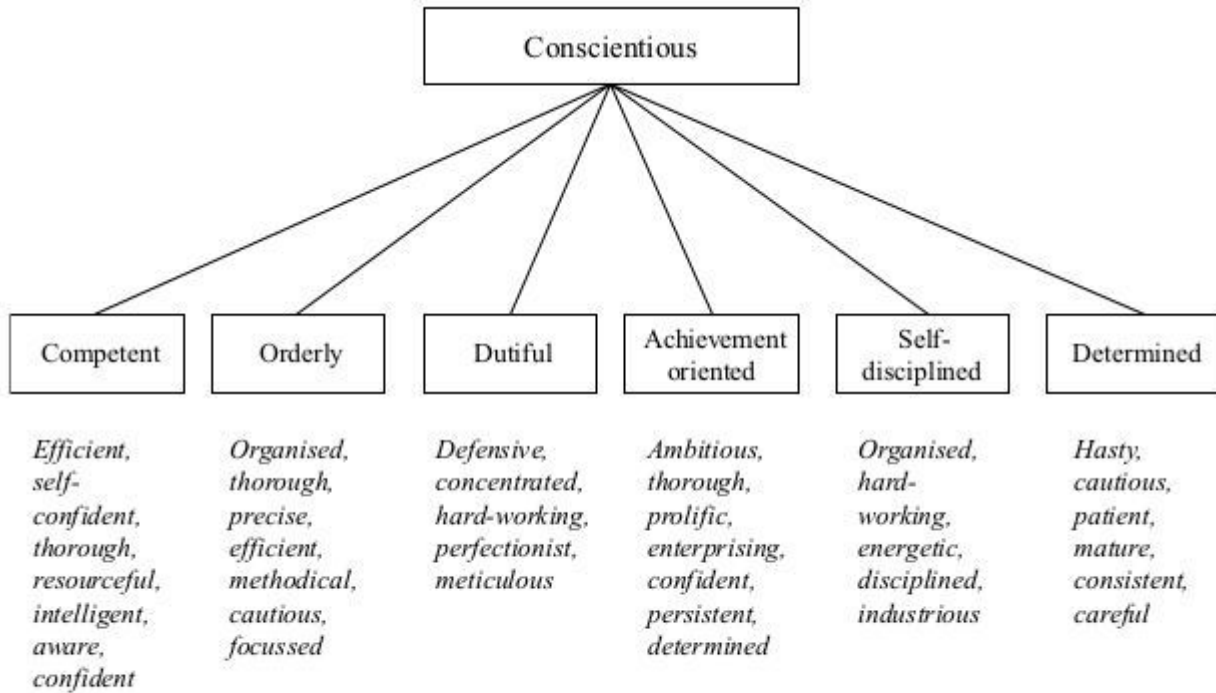 Conscientious
Competent
Orderly
Dutiful
Achievement
oriented
Self-
disciplined
Determined
Efficient,
self-
confident,
thorough,
resourceful,
intelligent,
aware,
confident
Organised,
thorough,
precise,
efficient,
methodical,
cautious,
focussed
Defensive,
concentrated,
hard-working,
perfectionist,
meticulous
Ambitious,
thorough,
prolific,
enterprising,
confident,
persistent,
determined
Organised,
hard-
working,
energetic,
disciplined,
industrious
Hasty,
cautious,
patient,
mature,
consistent,
careful